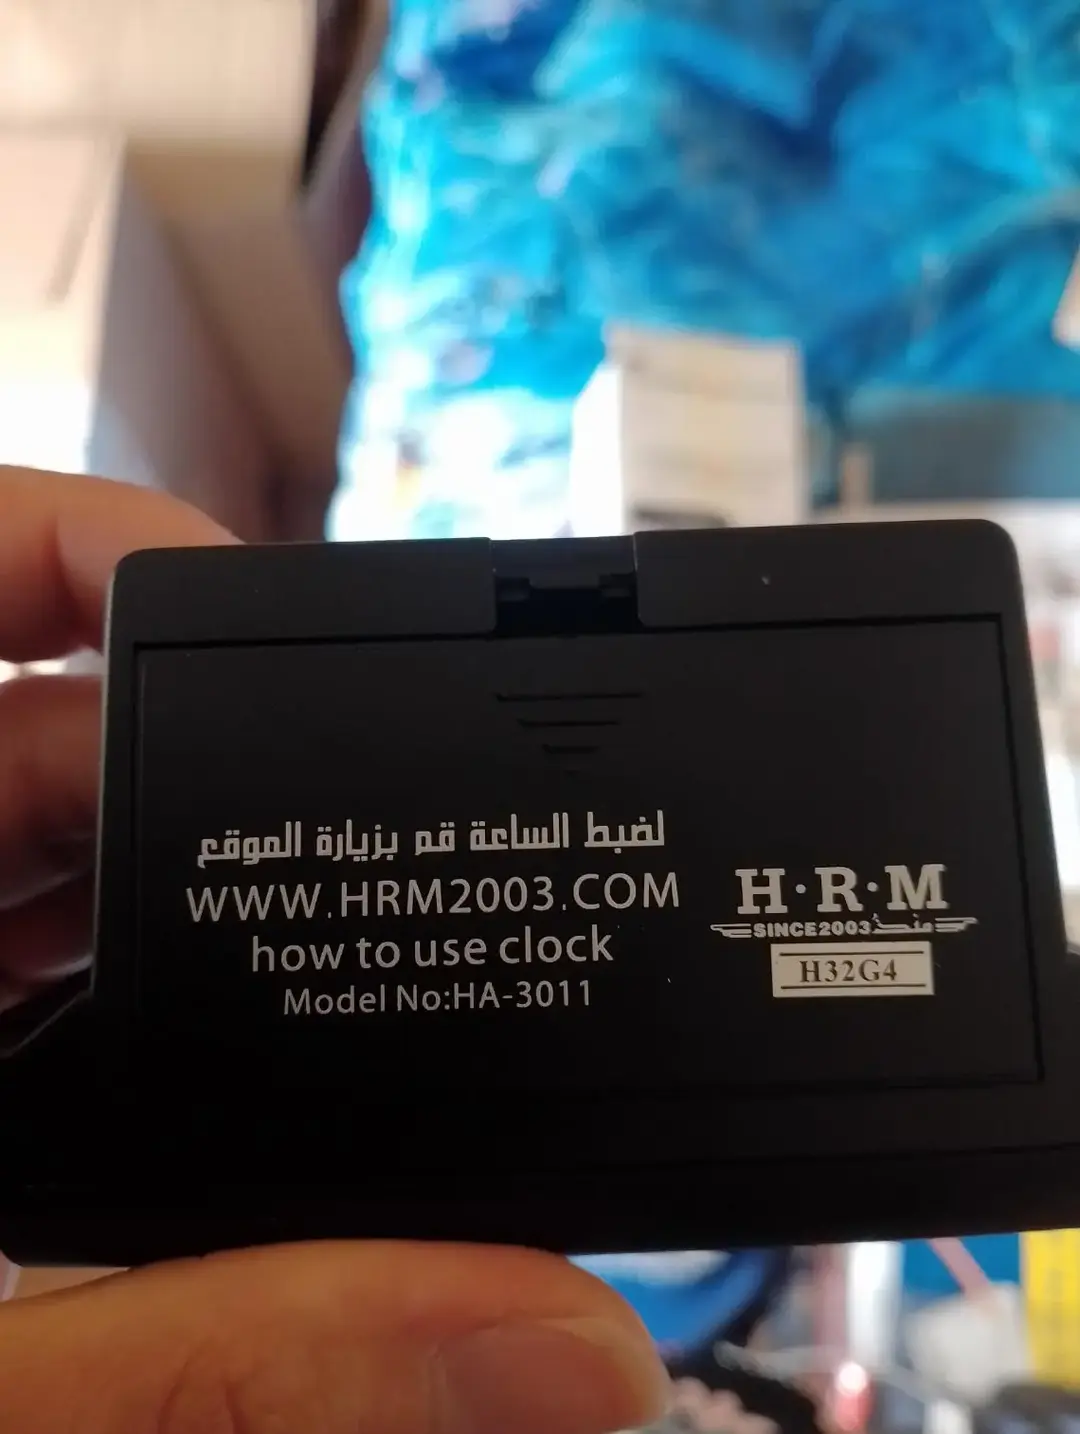 لضبط الساعة قم بزيارة الموقع
WWW.HRM2003.COM
how to use clock
Model No:HA-3011
H·R·M
SINCE2003 منذ
H32G4